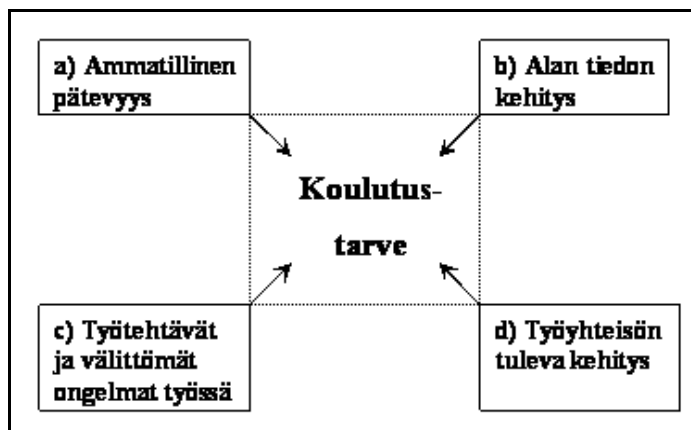 a) Ammatillinen
pätevyys
b) Alan tiedon
kehitys
Koulutus-
tarve
c) Työtehtävät
ja välittömät
ongelmat työssä
d) Työyhteisön
tuleva kehitys